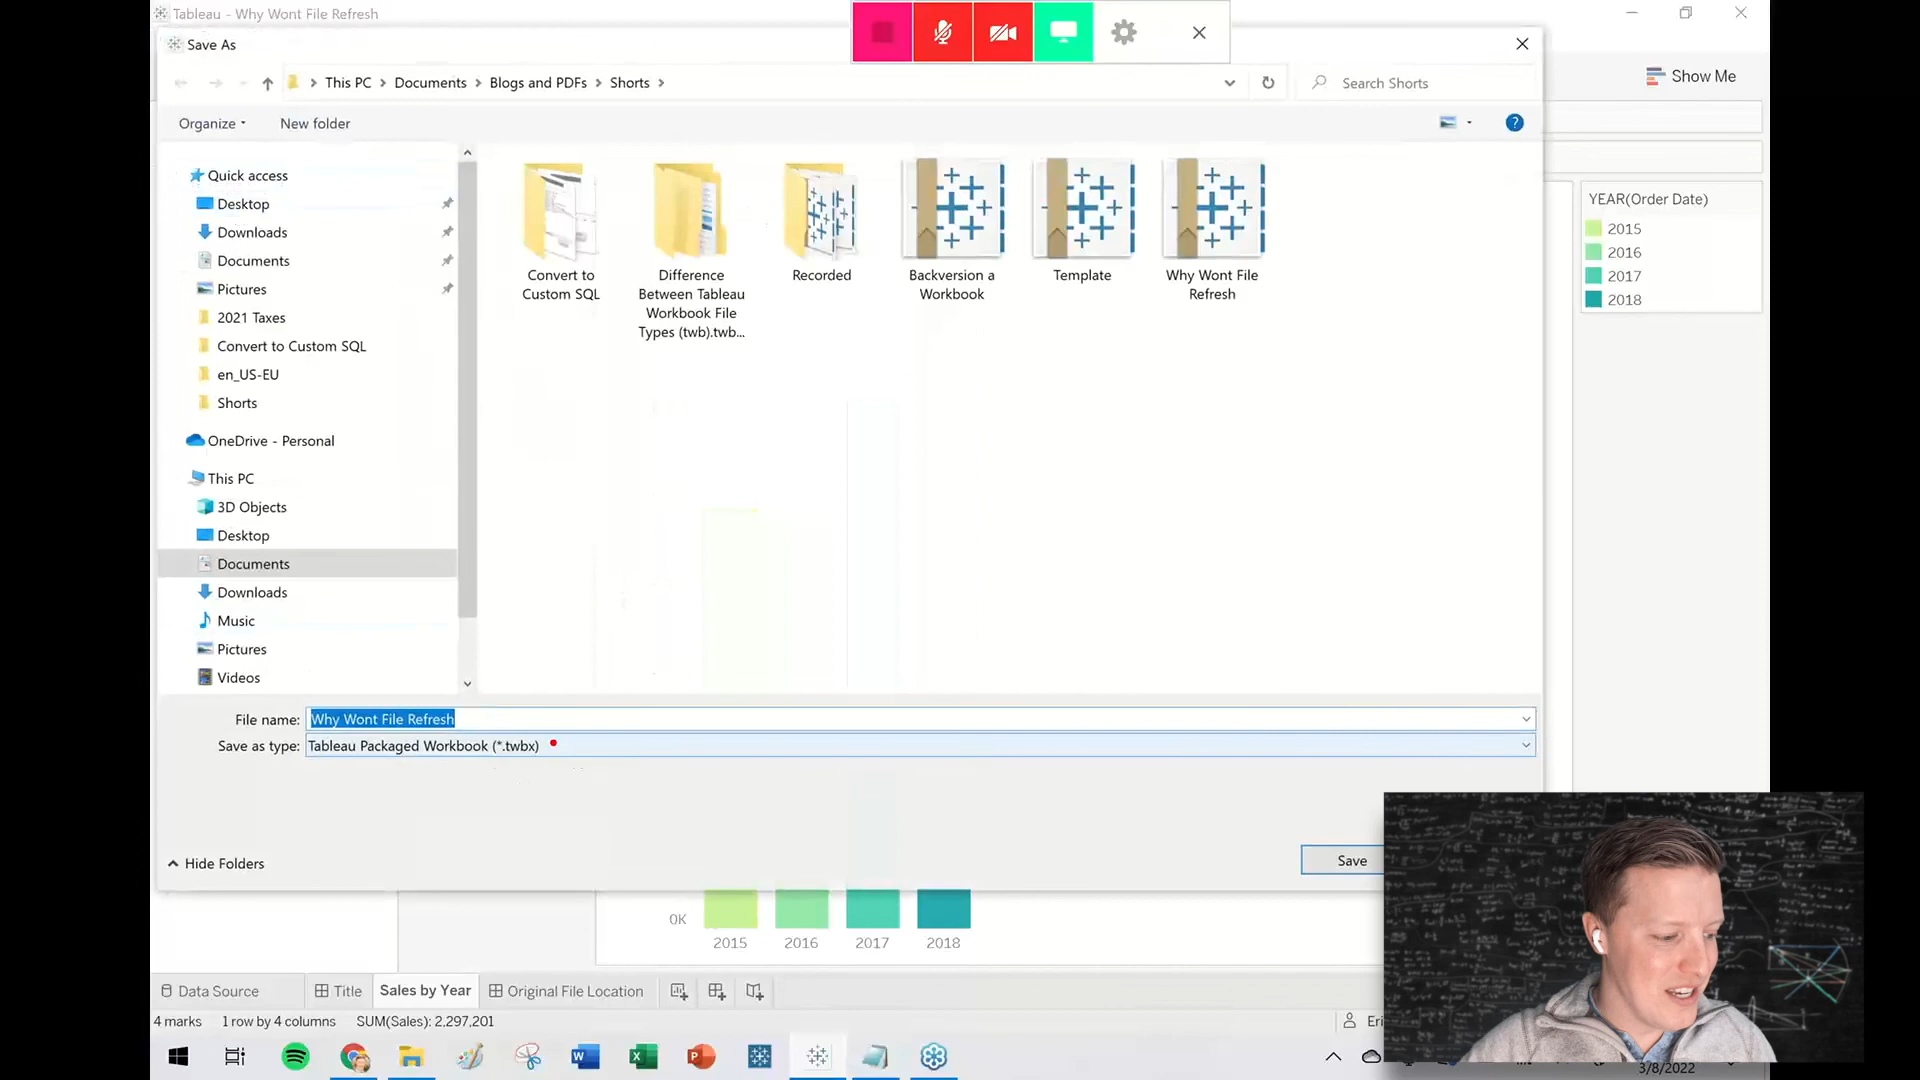 Tableau - Why Wont File Refresh
Save As
This PC
Documents
Blogs and PDFs
Shorts
Search Shorts
Show Me
Organize
New folder
?
Quick access
Desktop
Downloads
Documents
Pictures
2021 Taxes
Convert to Custom SQL
en_US-EU
Shorts
OneDrive - Personal
This PC
3D Objects
Desktop
Documents
Downloads
Music
Pictures
Videos
Convert to
Custom SQL
Difference
Between Tableau
Workbook File
Types (twb).twb...
Recorded
Backversion a
Workbook
Template
Why Wont File
Refresh
YEAR(Order Date)
2015
2016
2017
2018
File name: Why Wont File Refresh
Save as type: Tableau Packaged Workbook (*.twbx)
Hide Folders
Save
0K
2015
2016
2017
2018
Data Source
Title
Sales by Year
Original File Location
4 marks
1 row by 4 columns
SUM(Sales): 2,297,201
Eri
W
X
P
3/8/2022